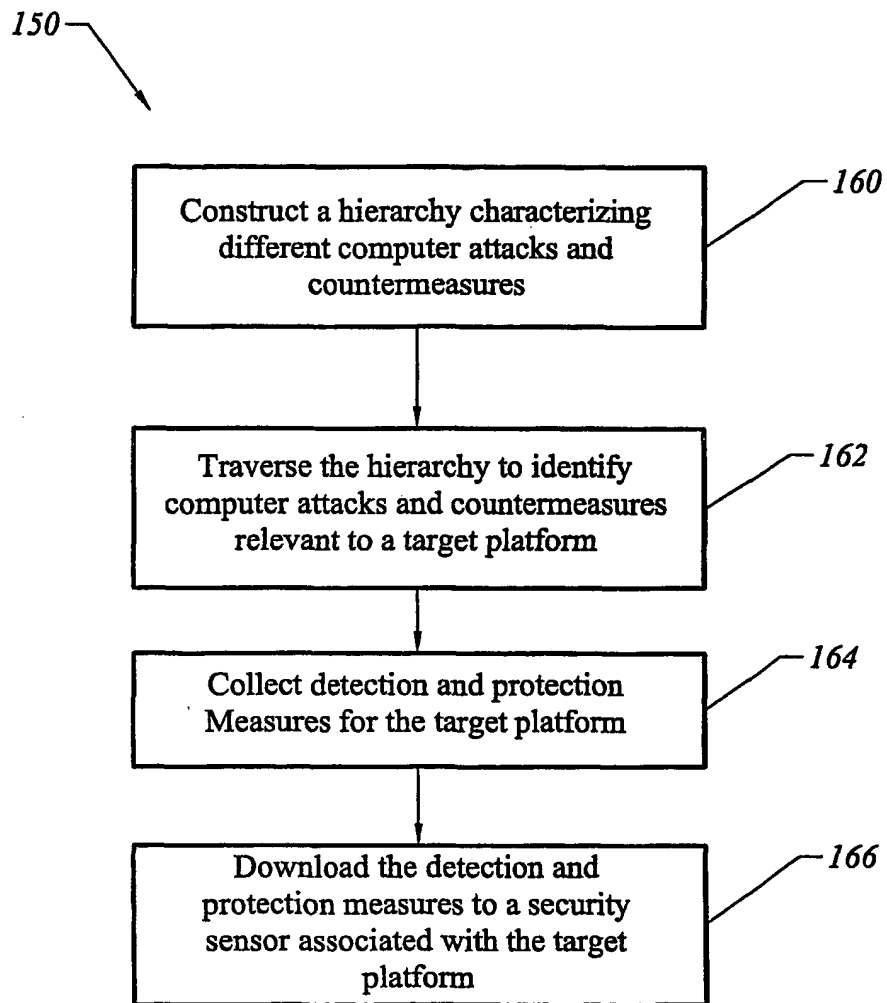 150
160
Construct a hierarchy characterizing
different computer attacks and
countermeasures
162
Traverse the hierarchy to identify
computer attacks and countermeasures
relevant to a target platform
164
Collect detection and protection
Measures for the target platform
166
Download the detection and
protection measures to a security
sensor associated with the target
platform